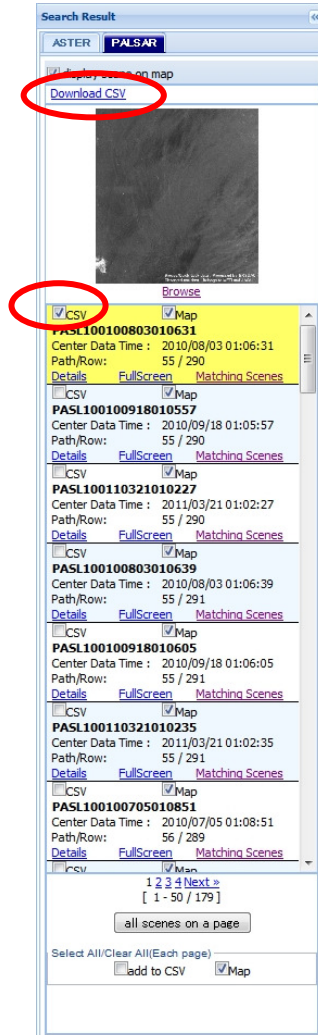 Search Result
ASTER PALSAR
display scene on map
Download CSV
Browse
CSV Map
PASL100100803010631
Center Data Time : 2010/08/03 01:06:31
Path/Row: 55 / 290
Details FullScreen Matching Scenes
CSV Map
PASL100100918010557
Center Data Time : 2010/09/18 01:05:57
Path/Row: 55 / 290
Details FullScreen Matching Scenes
CSV Map
PASL100110321010227
Center Data Time : 2011/03/21 01:02:27
Path/Row: 55 / 290
Details FullScreen Matching Scenes
CSV Map
PASL100100803010639
Center Data Time : 2010/08/03 01:06:39
Path/Row: 55 / 291
Details FullScreen Matching Scenes
CSV Map
PASL100100918010605
Center Data Time : 2010/09/18 01:06:05
Path/Row: 55 / 291
Details FullScreen Matching Scenes
CSV Map
PASL100110321010235
Center Data Time : 2011/03/21 01:02:35
Path/Row: 55 / 291
Details FullScreen Matching Scenes
CSV Map
PASL100100705010851
Center Data Time : 2010/07/05 01:08:51
Path/Row: 56 / 289
Details FullScreen Matching Scenes
CSV Map
1 2 3 4 Next »
[ 1 - 50 / 179 ]
all scenes on a page
Select All/Clear All(Each page)
add to CSV Map